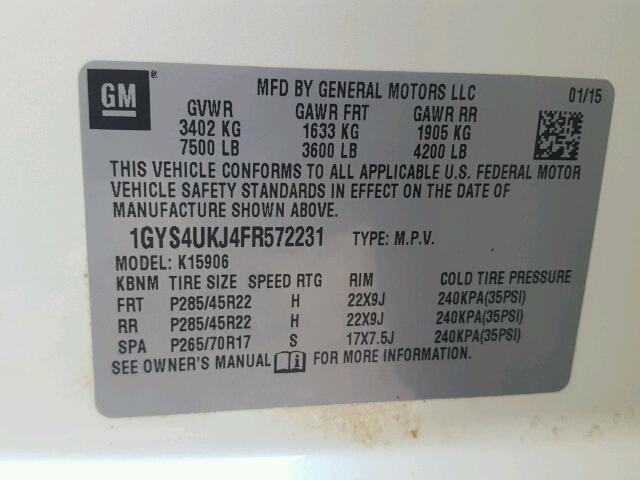 GM ®
MFD BY GENERAL MOTORS LLC 01/15
GVWR GAWR FRT GAWR RR
3402 KG 1633 KG 1905 KG
7500 LB 3600 LB 4200 LB
THIS VEHICLE CONFORMS TO ALL APPLICABLE U.S. FEDERAL MOTOR
VEHICLE SAFETY STANDARDS IN EFFECT ON THE DATE OF
MANUFACTURE SHOWN ABOVE.
1GYS4UKJ4FR572231 TYPE: M.P.V.
MODEL: K15906
KBNM TIRE SIZE SPEED RTG RIM COLD TIRE PRESSURE
FRT P285/45R22 H 22X9J 240KPA(35PSI)
RR P285/45R22 H 22X9J 240KPA(35PSI)
SPA P265/70R17 S 17X7.5J 240KPA(35PSI)
SEE OWNER'S MANUAL i FOR MORE INFORMATION.